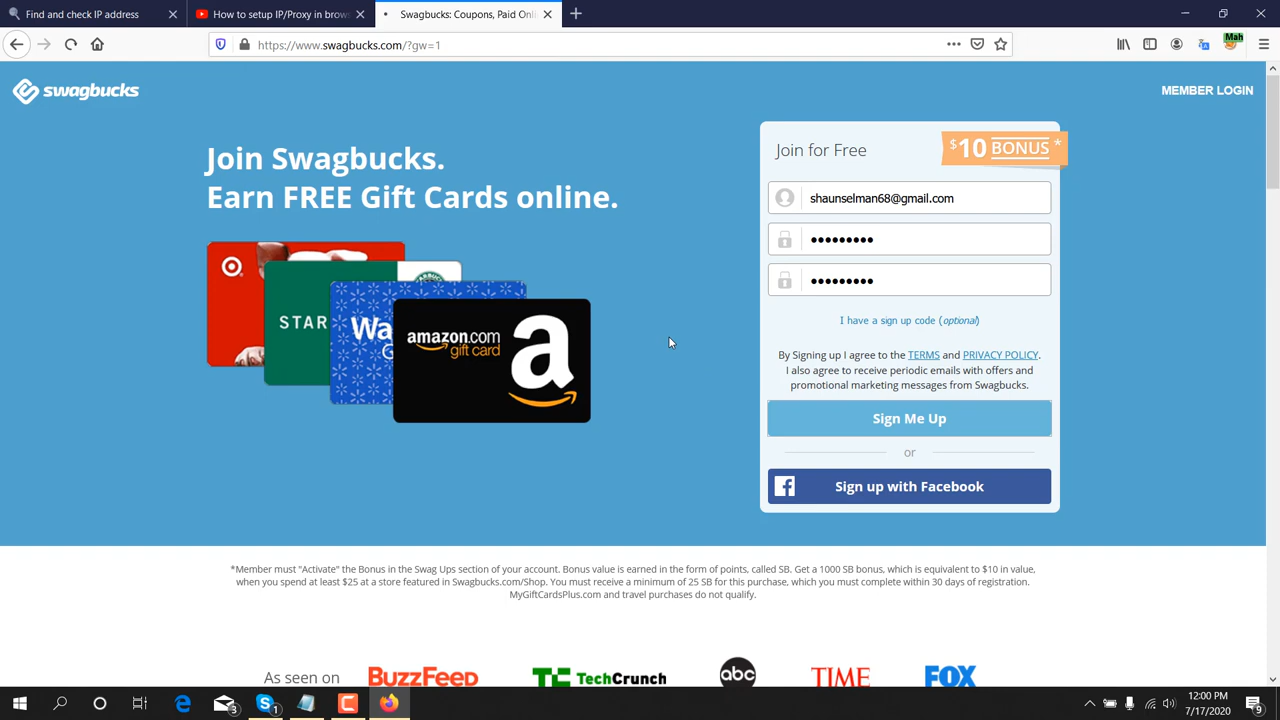 Find and check IP address
How to setup IP/Proxy in brows
Swagbucks: Coupons, Paid Onli
https://www.swagbucks.com/?gw=1
Mah
swagbucks
MEMBER LOGIN
Join Swagbucks.
Earn FREE Gift Cards online.
STAR
Wa
amazon.com
gift card
a
Join for Free
$10 BONUS *
shaunselman68@gmail.com
•••••••••
•••••••••
I have a sign up code (optional)
By Signing up I agree to the TERMS and PRIVACY POLICY.
I also agree to receive periodic emails with offers and
promotional marketing messages from Swagbucks.
Sign Me Up
or
Sign up with Facebook
*Member must "Activate" the Bonus in the Swag Ups section of your account. Bonus value is earned in the form of points, called SB. Get a 1000 SB bonus, which is equivalent to $10 in value,
when you spend at least $25 at a store featured in Swagbucks.com/Shop. You must receive a minimum of 25 SB for this purchase, which you must complete within 30 days of registration.
MyGiftCardsPlus.com and travel purchases do not qualify.
As seen on
BuzzFeed
TC TechCrunch
abc
TIME
FOX
3
1
12:00 PM
7/17/2020
9